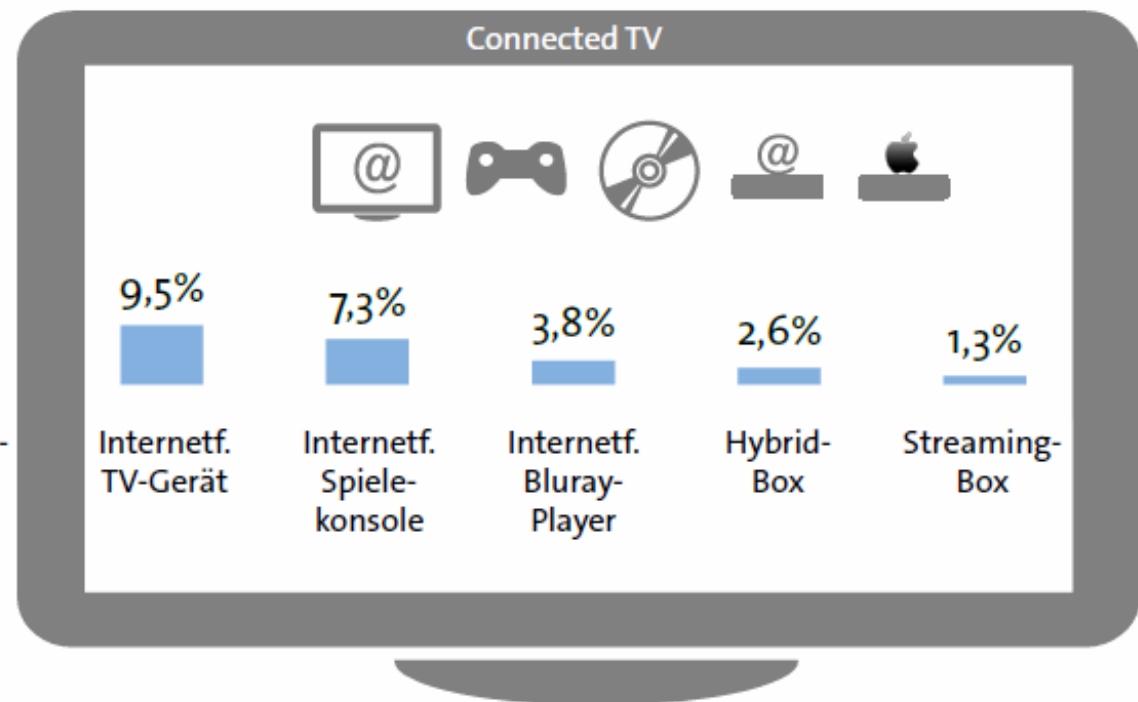 Connected TV
@
@
9,5%
7,3%
3,8%
2,6%
1,3%
-
Internetf.
TV-Gerät
Internetf.
Spiele-
konsole
Internetf.
Bluray-
Player
Hybrid-
Box
Streaming-
Box